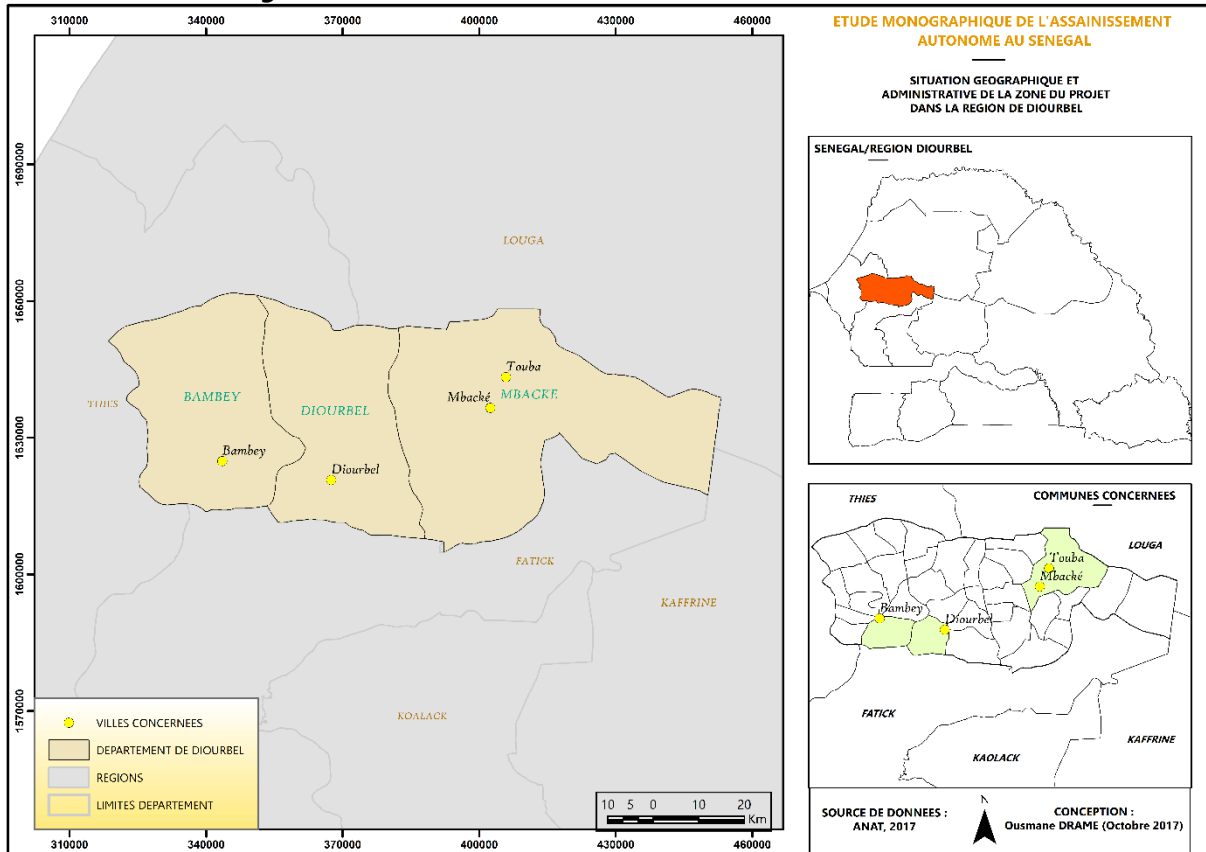 310000 340000 370000 400000 430000 460000
1680000
1660000
1630000
1600000
1570000
LOUGA
THIES
BAMBEY
DIOURBEL
MBACKE
Touba
Mbacké
Bambey
Diourbel
FATICK
KAFFRINE
KOALACK
VILLES CONCERNEES
DEPARTEMENT DE DIOURBEL
REGIONS
LIMITES DEPARTEMENT
10 5 0 10 20
Km
310000 340000 370000 400000 430000 460000
ETUDE MONOGRAPHIQUE DE L'ASSAINISSEMENT
AUTONOME AU SENEGAL
SITUATION GEOGRAPHIQUE ET
ADMINISTRATIVE DE LA ZONE DU PROJET
DANS LA REGION DE DIOURBEL
SENEGAL/REGION DIOURBEL
COMMUNES CONCERNEES
THIES
LOUGA
Touba
Mbacké
Bambey
Diourbel
FATICK
KAFFRINE
KAOLACK
SOURCE DE DONNEES :
ANAT, 2017
N
CONCEPTION :
Ousmane DRAME (Octobre 2017)